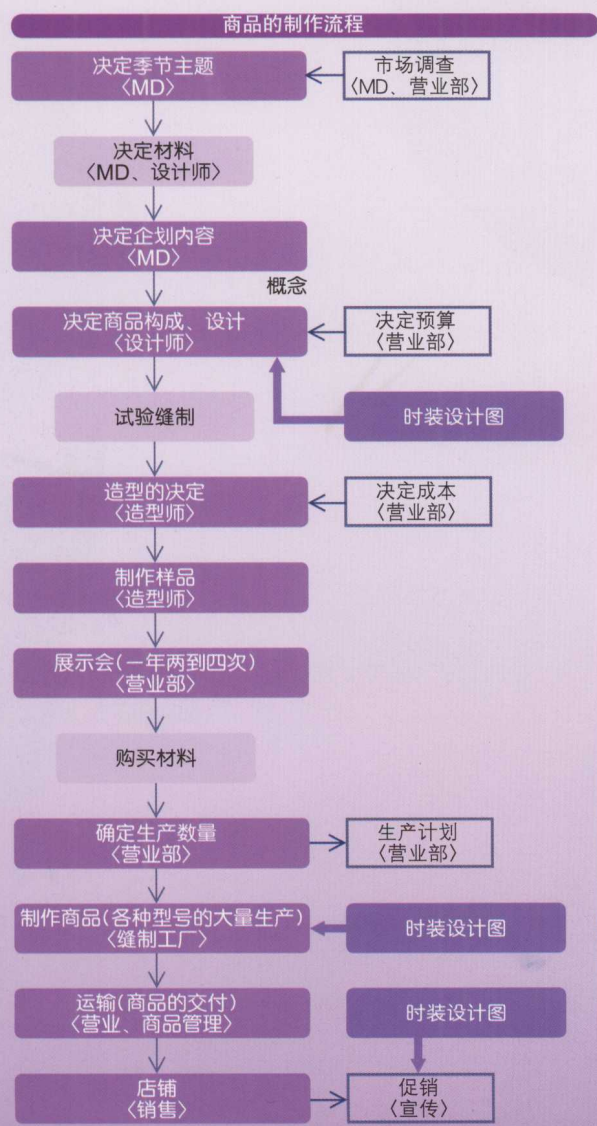 商品的制作流程
决定季节主题
〈MD〉
市场调查
〈MD、营业部〉
决定材料
〈MD、设计师〉
决定企划内容
〈MD〉
概念
决定商品构成、设计
〈设计师〉
决定预算
〈营业部〉
试验缝制
时装设计图
造型的决定
〈造型师〉
决定成本
〈营业部〉
制作样品
〈造型师〉
展示会(一年两到四次)
〈营业部〉
购买材料
确定生产数量
〈营业部〉
生产计划
〈营业部〉
制作商品(各种型号的大量生产)
〈缝制工厂〉
时装设计图
运输(商品的交付)
〈营业、商品管理〉
时装设计图
店铺
〈销售〉
促销
〈宣传〉